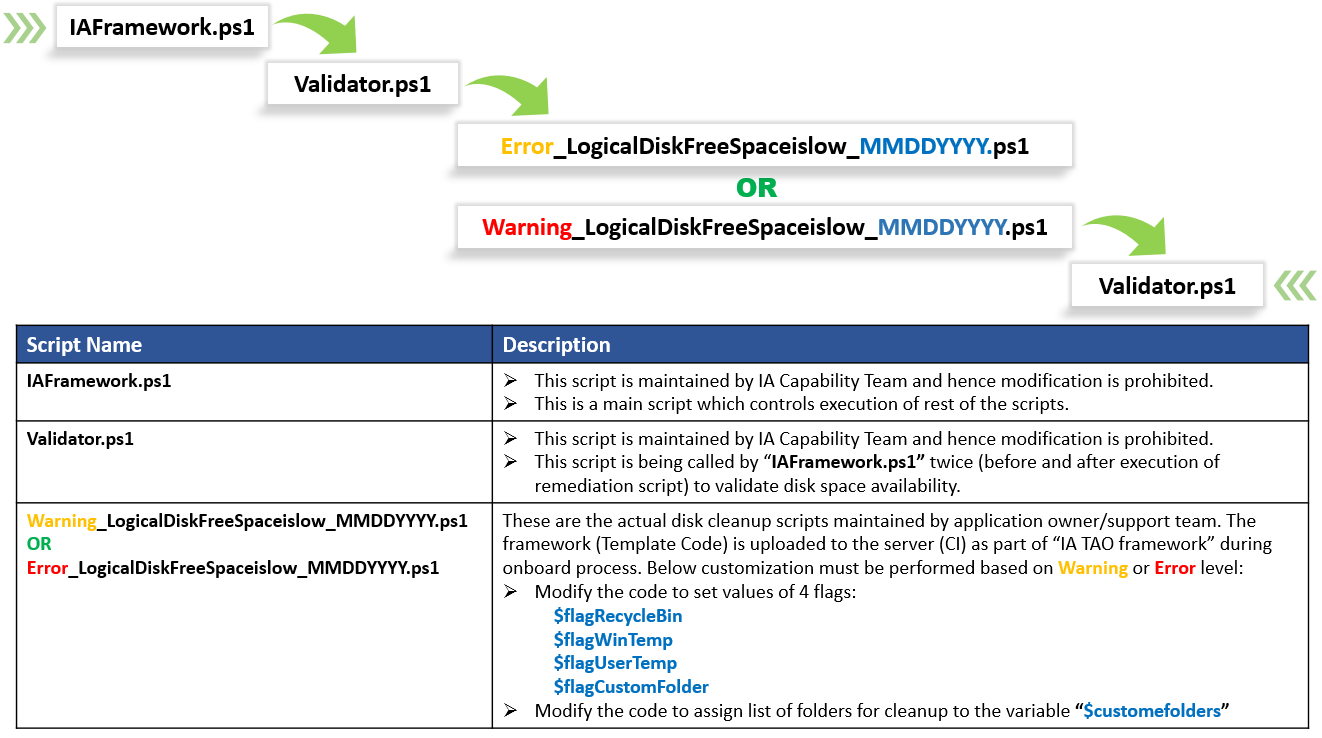 IAFramework.ps1
Validator.ps1
Error_LogicalDiskFreeSpaceislow_MMDDYYYY.ps1
OR
Warning_LogicalDiskFreeSpaceislow_MMDDYYYY.ps1
Validator.ps1
Script Name
Description
IAFramework.ps1
➢ This script is maintained by IA Capability Team and hence modification is prohibited.
➢ This is a main script which controls execution of rest of the scripts.
Validator.ps1
➢ This script is maintained by IA Capability Team and hence modification is prohibited.
➢ This script is being called by “IAFramework.ps1” twice (before and after execution of
remediation script) to validate disk space availability.
Warning_LogicalDiskFreeSpaceislow_MMDDYYYY.ps1
OR
Error_LogicalDiskFreeSpaceislow_MMDDYYYY.ps1
These are the actual disk cleanup scripts maintained by application owner/support team. The
framework (Template Code) is uploaded to the server (CI) as part of “IA TAO framework” during
onboard process. Below customization must be performed based on Warning or Error level:
➢ Modify the code to set values of 4 flags:
$flagRecycleBin
$flagWinTemp
$flagUserTemp
$flagCustomFolder
➢ Modify the code to assign list of folders for cleanup to the variable “$customefolders”